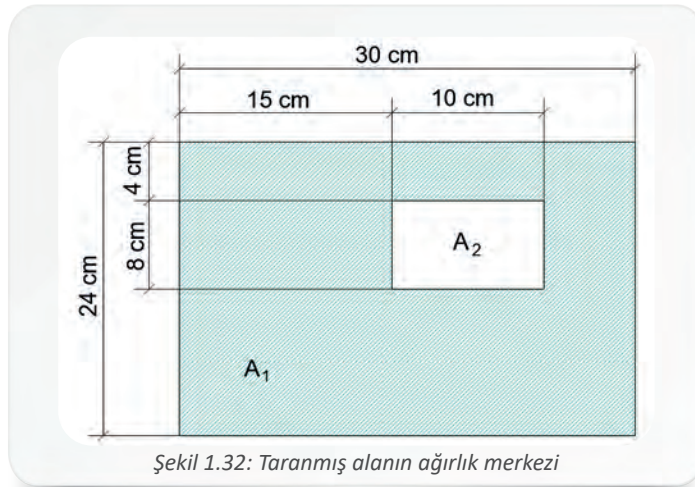 30 cm
15 cm
10 cm
4 cm
8 cm
24 cm
A₂
A₁
Şekil 1.32: Taranmış alanın ağırlık merkezi